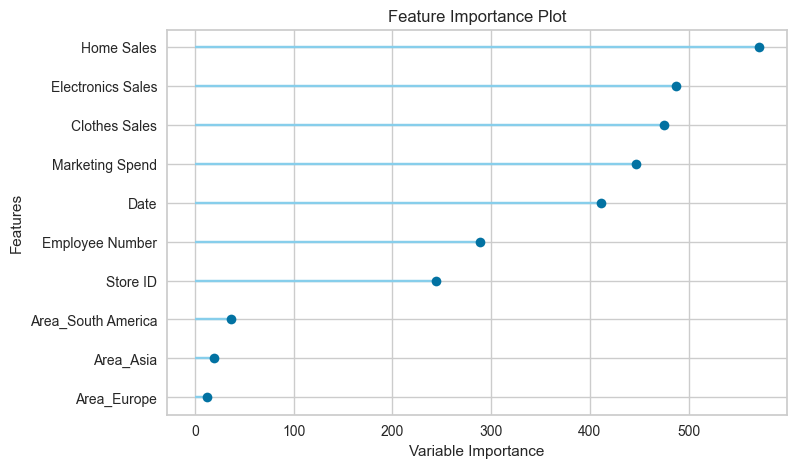 Feature Importance Plot
Home Sales
Electronics Sales
Clothes Sales
Marketing Spend
Date
Employee Number
Store ID
Area_South America
Area_Asia
Area_Europe
Features
0 100 200 300 400 500
Variable Importance